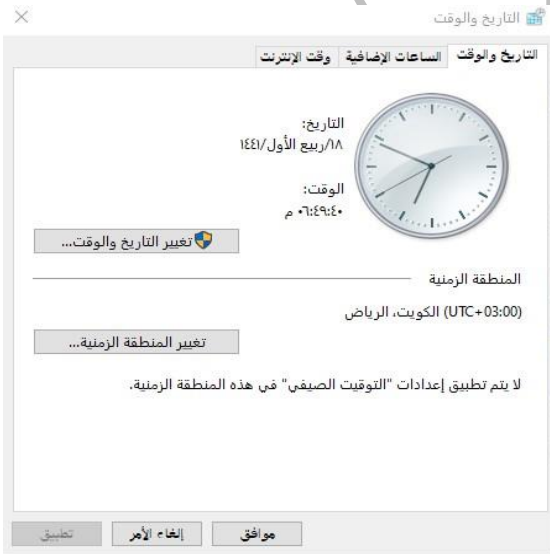 التاريخ والوقت
التاريخ والوقت الساعات الإضافية وقت الإنترنت
التاريخ:
١٨/ربيع الأول/١٤٤١
الوقت:
٠٦:٤٩:٤٠ م
تغيير التاريخ والوقت...
المنطقة الزمنية
(UTC+03:00) الكويت، الرياض
تغيير المنطقة الزمنية...
لا يتم تطبيق إعدادات "التوقيت الصيفي" في هذه المنطقة الزمنية.
موافق إلغاء الأمر تطبيق